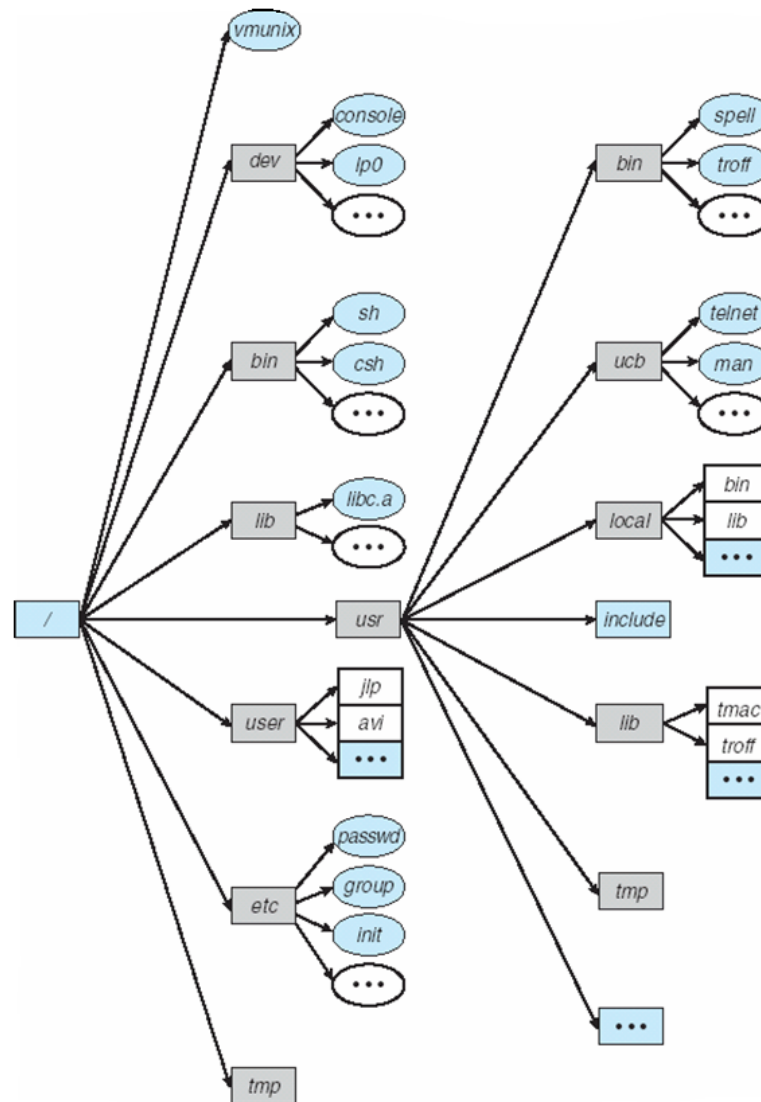 vmunix
dev
console
lp0
•••
bin
sh
csh
•••
lib
libc.a
•••
/
usr
user
jlp
avi
•••
etc
passwd
group
init
•••
tmp
bin
spell
troff
•••
ucb
telnet
man
•••
local
bin
lib
•••
include
lib
tmac
troff
•••
tmp
•••